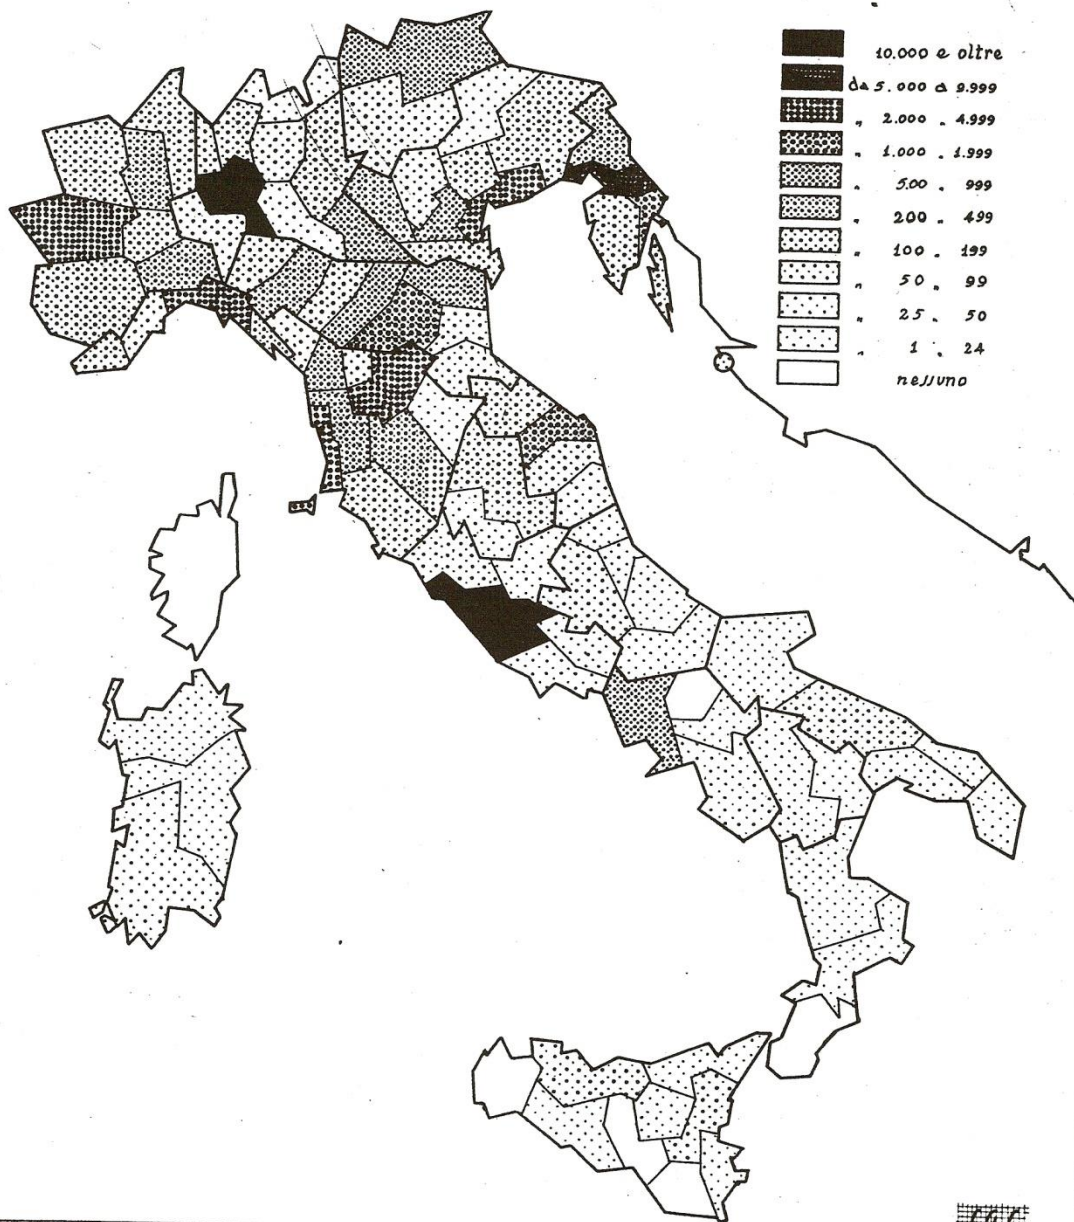 10.000 e oltre
da 5.000 a 9.999
" 2.000 " 4.999
" 1.000 " 1.999
" 500 " 999
" 200 " 499
" 100 " 199
" 50 " 99
" 25 " 50
" 1 " 24
nessuno